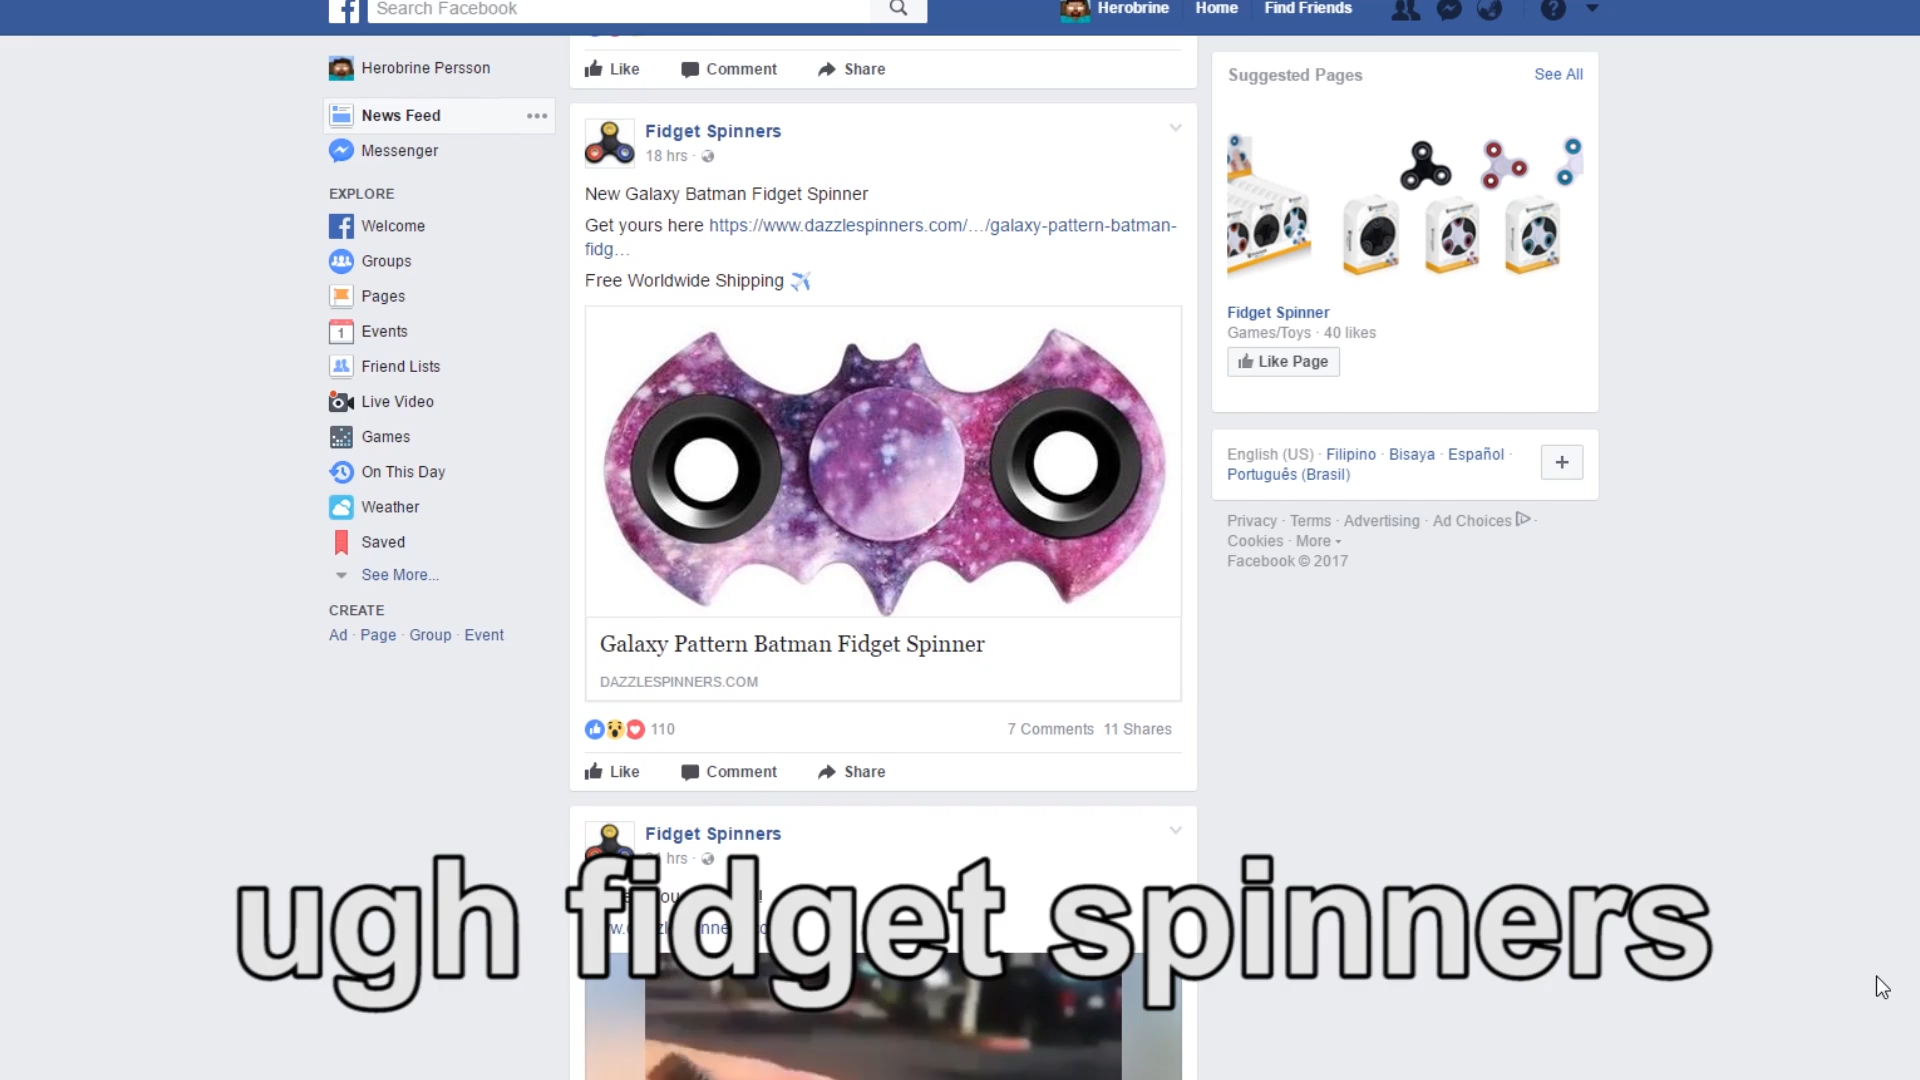 Search Facebook
Herobrine
Home
Find Friends
Herobrine Persson
News Feed
Messenger
EXPLORE
Welcome
Groups
Pages
1
Events
Friend Lists
Live Video
Games
On This Day
Weather
Saved
See More...
CREATE
Ad · Page · Group · Event
Like Comment Share
Fidget Spinners
18 hrs ·
New Galaxy Batman Fidget Spinner
Get yours here https://www.dazzlespinners.com/…/galaxy-pattern-batman-
fidg…
Free Worldwide Shipping ✈️
Galaxy Pattern Batman Fidget Spinner
DAZZLESPINNERS.COM
110
7 Comments 11 Shares
Like Comment Share
Fidget Spinners
hrs ·
ugh fidget spinners
Suggested Pages
See All
Fidget Spinner
Games/Toys · 40 likes
Like Page
English (US) · Filipino · Bisaya · Español ·
Português (Brasil)
+
Privacy · Terms · Advertising · Ad Choices ·
Cookies · More
Facebook © 2017